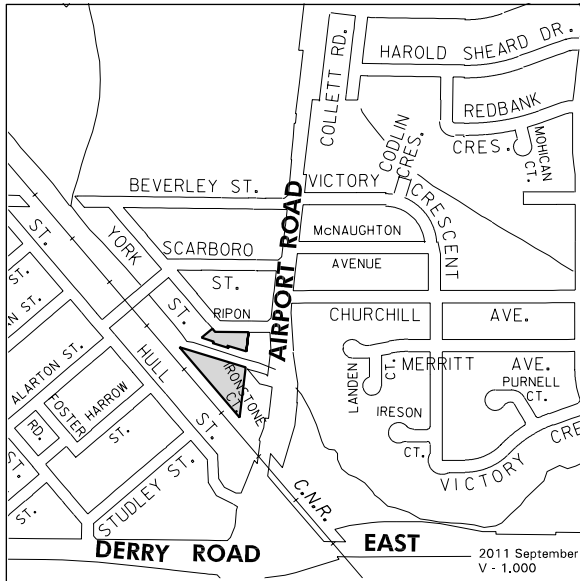 HAROLD SHEARD DR.
COLLETT RD.
REDBANK
CRES.
MOHICAN
CT.
CODLIN
CRES.
BEVERLEY ST.
VICTORY
CRESCENT
AIRPORT ROAD
McNAUGHTON
AVENUE
YORK
ST.
SCARBORO
ST.
RIPON
CHURCHILL AVE.
ST.
ST.
AN ST.
HULL
ST.
IRONSTONE
CT.
MERRITT AVE.
LANDEN
CT.
PURNELL
CT.
IRESON
CT.
VICTORY CRE
ALARTON ST.
FOSTER
RD.
HARROW
ST.
ST.
ST.
STUDLEY ST.
C.N.R.
DERRY ROAD EAST
2011 September
V - 1.000